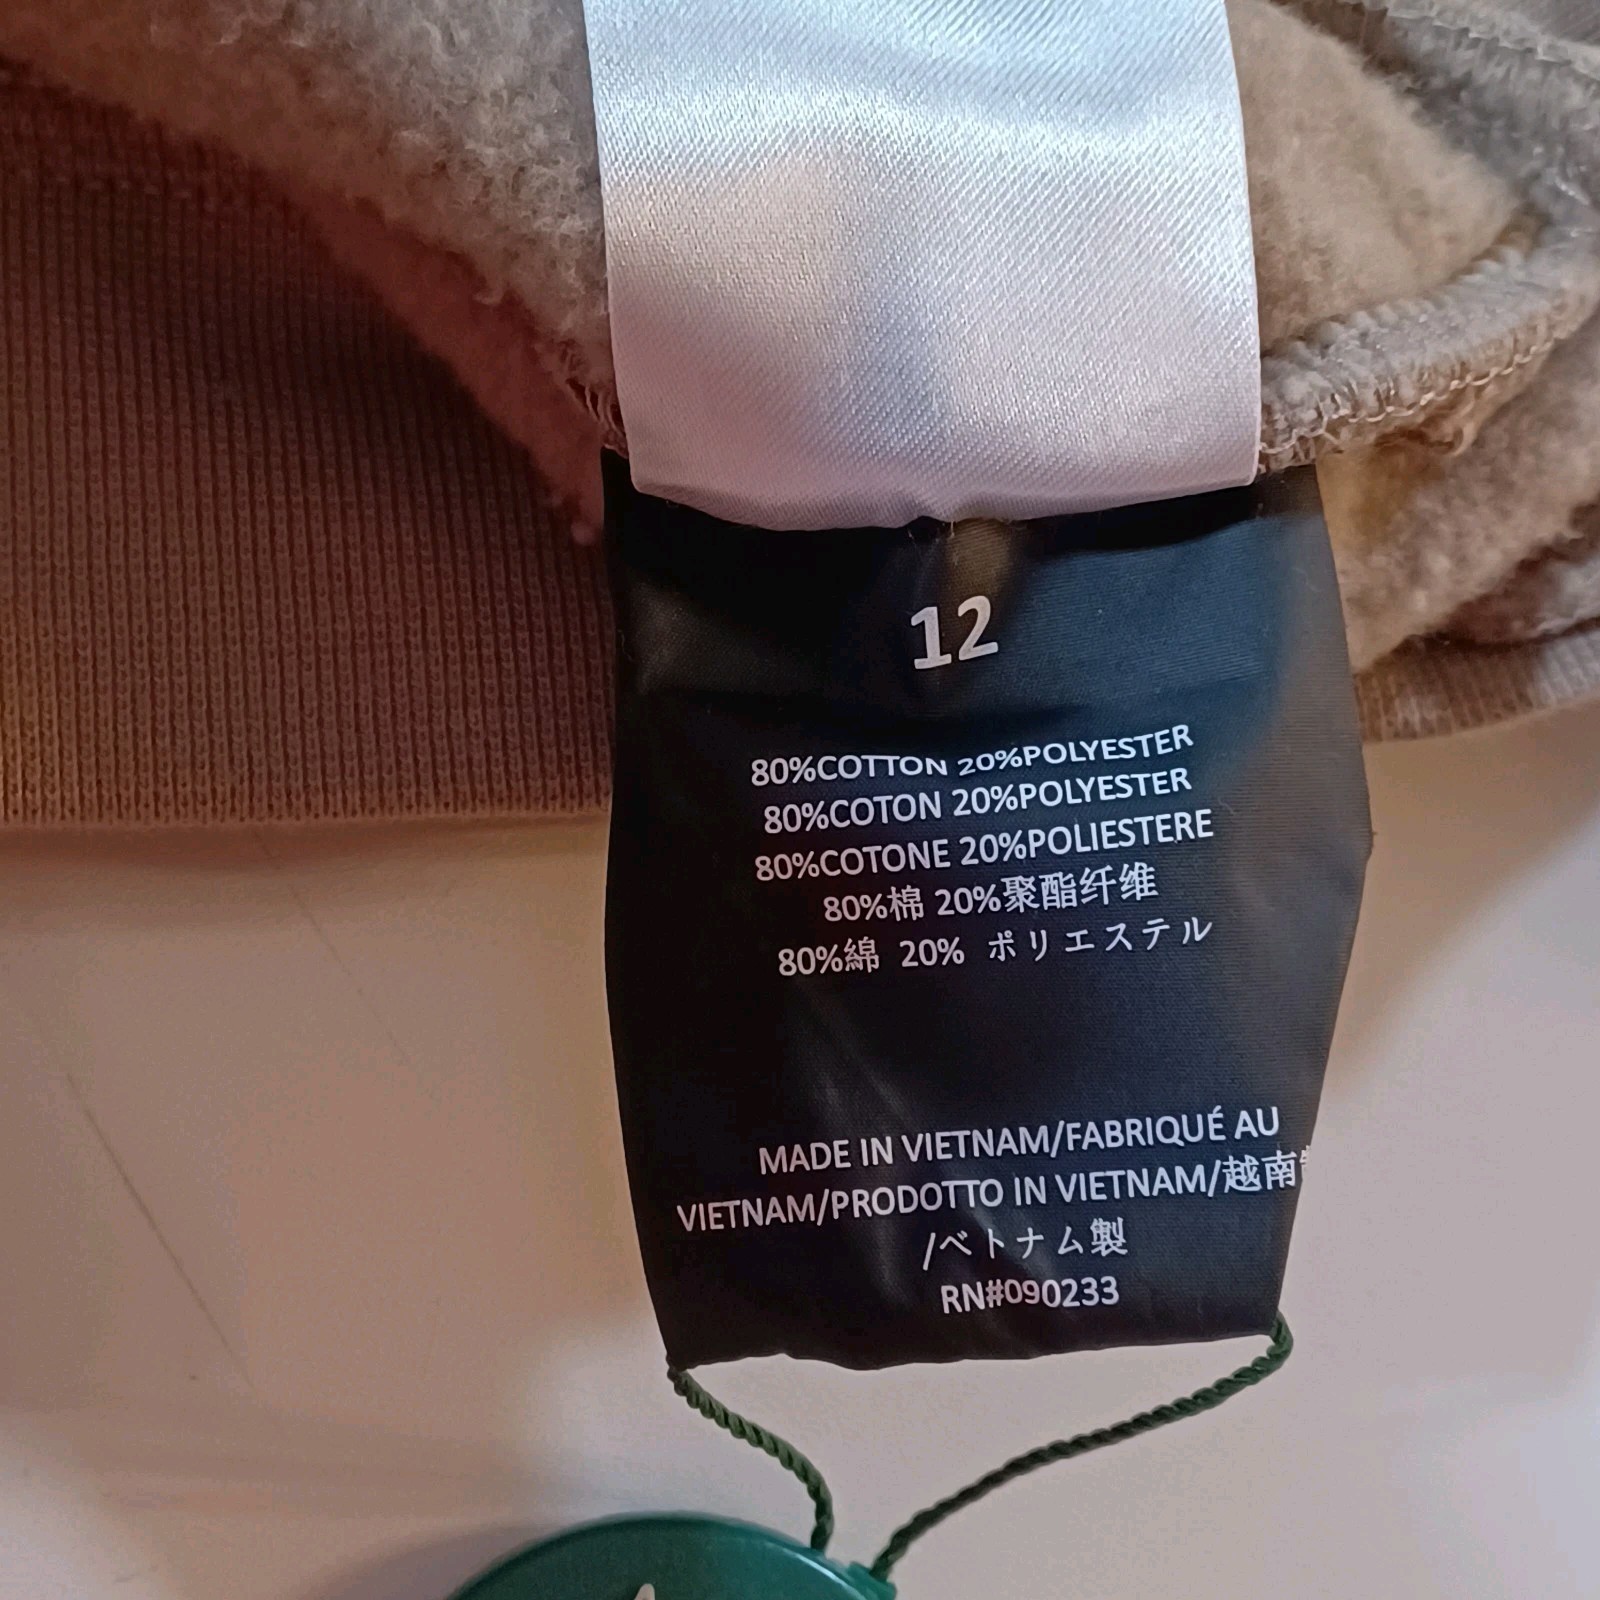 12
80%COTTON 20%POLYESTER
80%COTON 20%POLYESTER
80%COTONE 20%POLIESTERE
80%棉 20%聚酯纤维
80%綿 20% ポリエステル
MADE IN VIETNAM/FABRIQUÉ AU
VIETNAM/PRODOTTO IN VIETNAM/越南
/ベトナム製
RN#090233